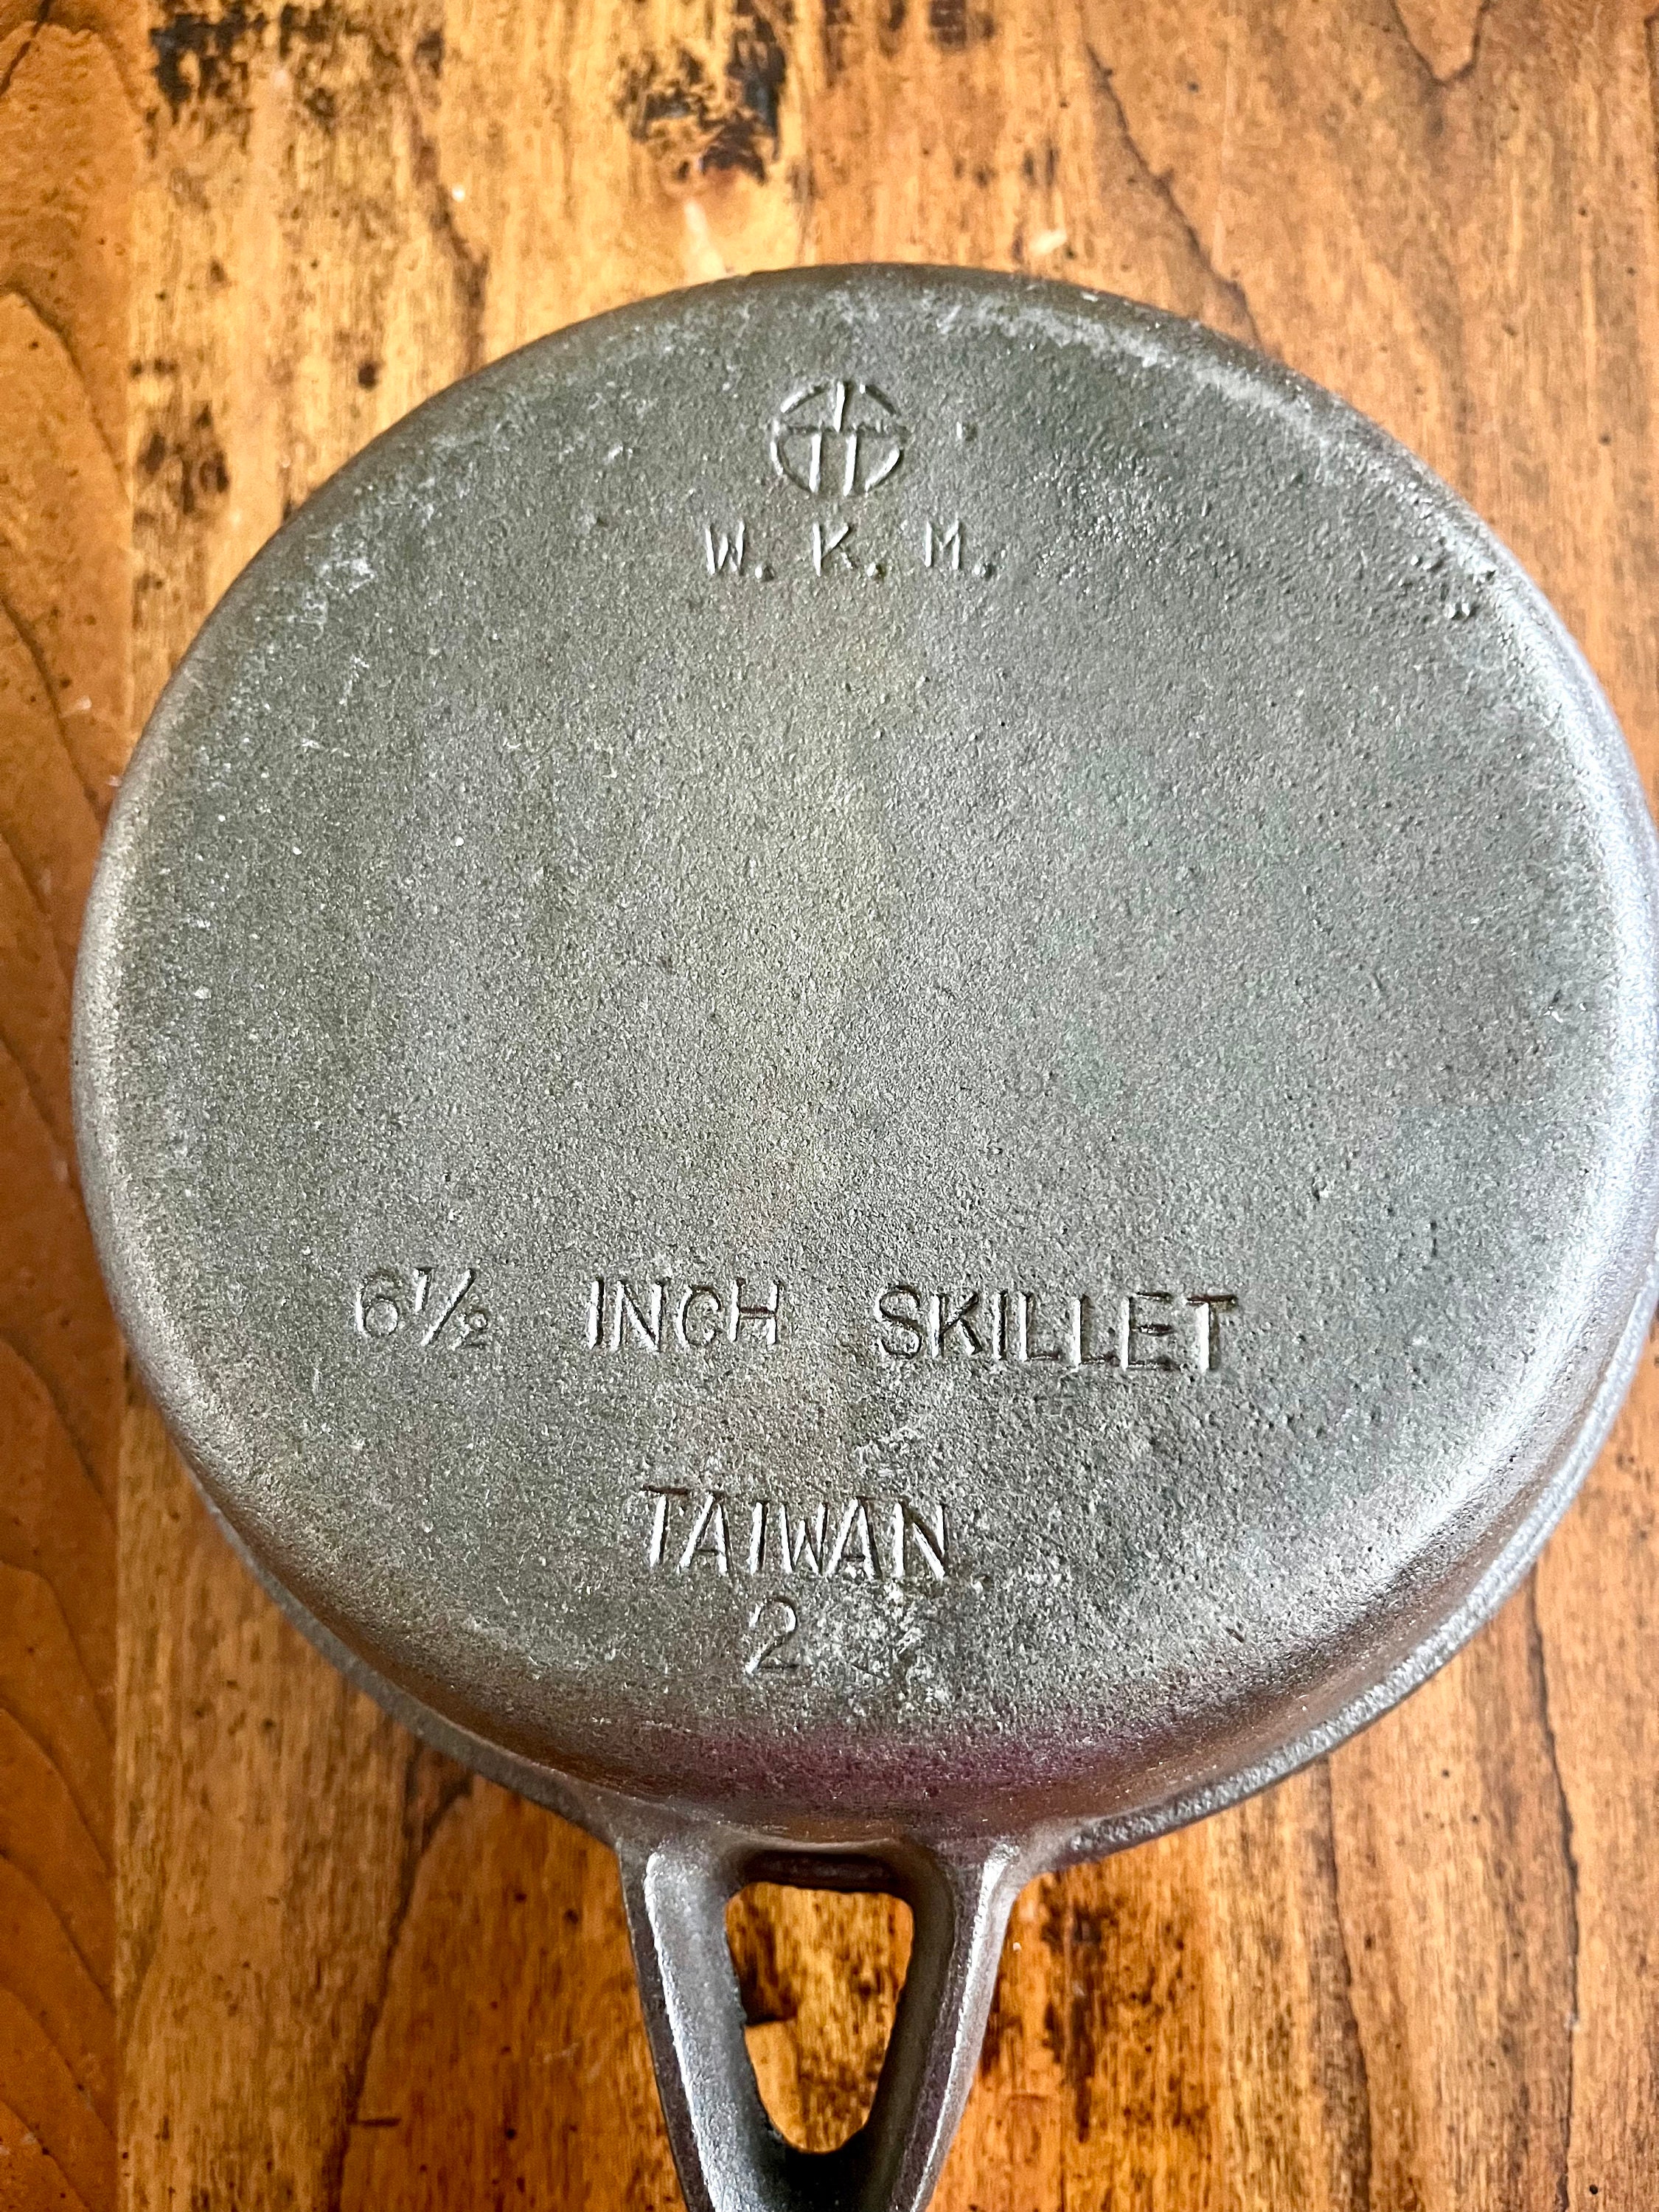 W. K. M.
6½ INCH SKILLET
TAIWAN
2